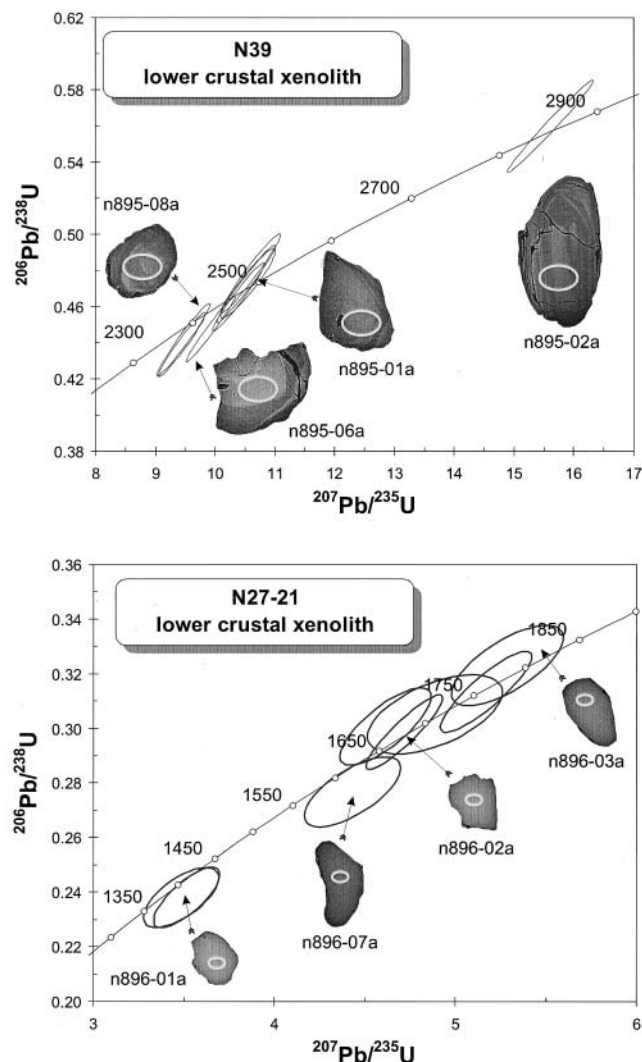 N39
lower crustal xenolith
0.62
0.58
0.54
0.50
0.46
0.42
0.38
206Pb/238U
2900
2700
2500
2300
n895-08a
n895-01a
n895-02a
n895-06a
8 9 10 11 12 13 14 15 16 17
207Pb/235U
N27-21
lower crustal xenolith
0.36
0.34
0.32
0.30
0.28
0.26
0.24
0.22
0.20
206Pb/238U
1850
1750
1650
1550
1450
1350
n896-03a
n896-02a
n896-07a
n896-01a
3 4 5 6
207Pb/235U